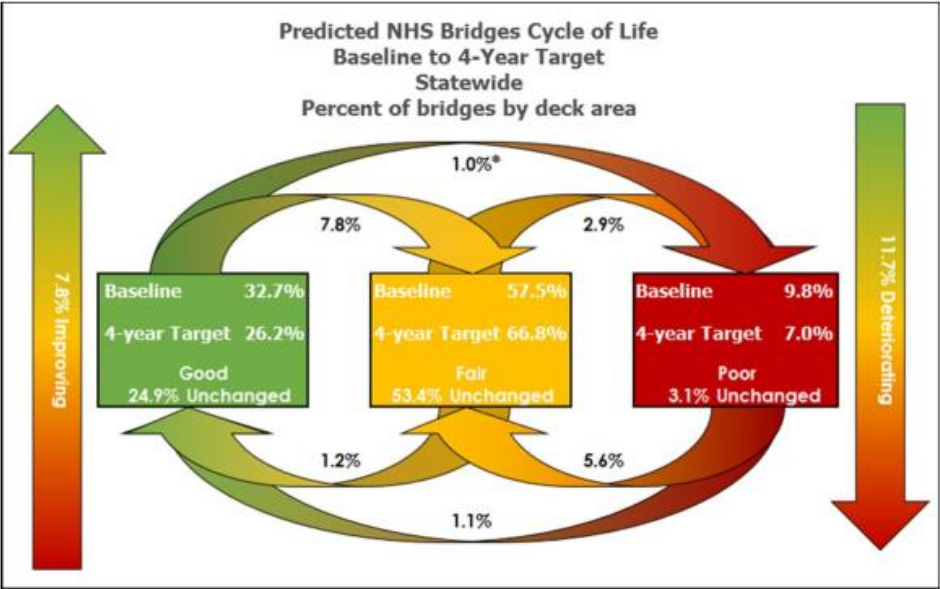 Predicted NHS Bridges Cycle of Life
Baseline to 4-Year Target
Statewide
Percent of bridges by deck area
1.0%*
7.8%
2.9%
7.8% Improving
Baseline 32.7%
4-year Target 26.2%
Good
24.9% Unchanged
Baseline 57.5%
4-year Target 66.8%
Fair
53.4% Unchanged
Baseline 9.8%
4-year Target 7.0%
Poor
3.1% Unchanged
11.7% Deteriorating
1.2%
5.6%
1.1%